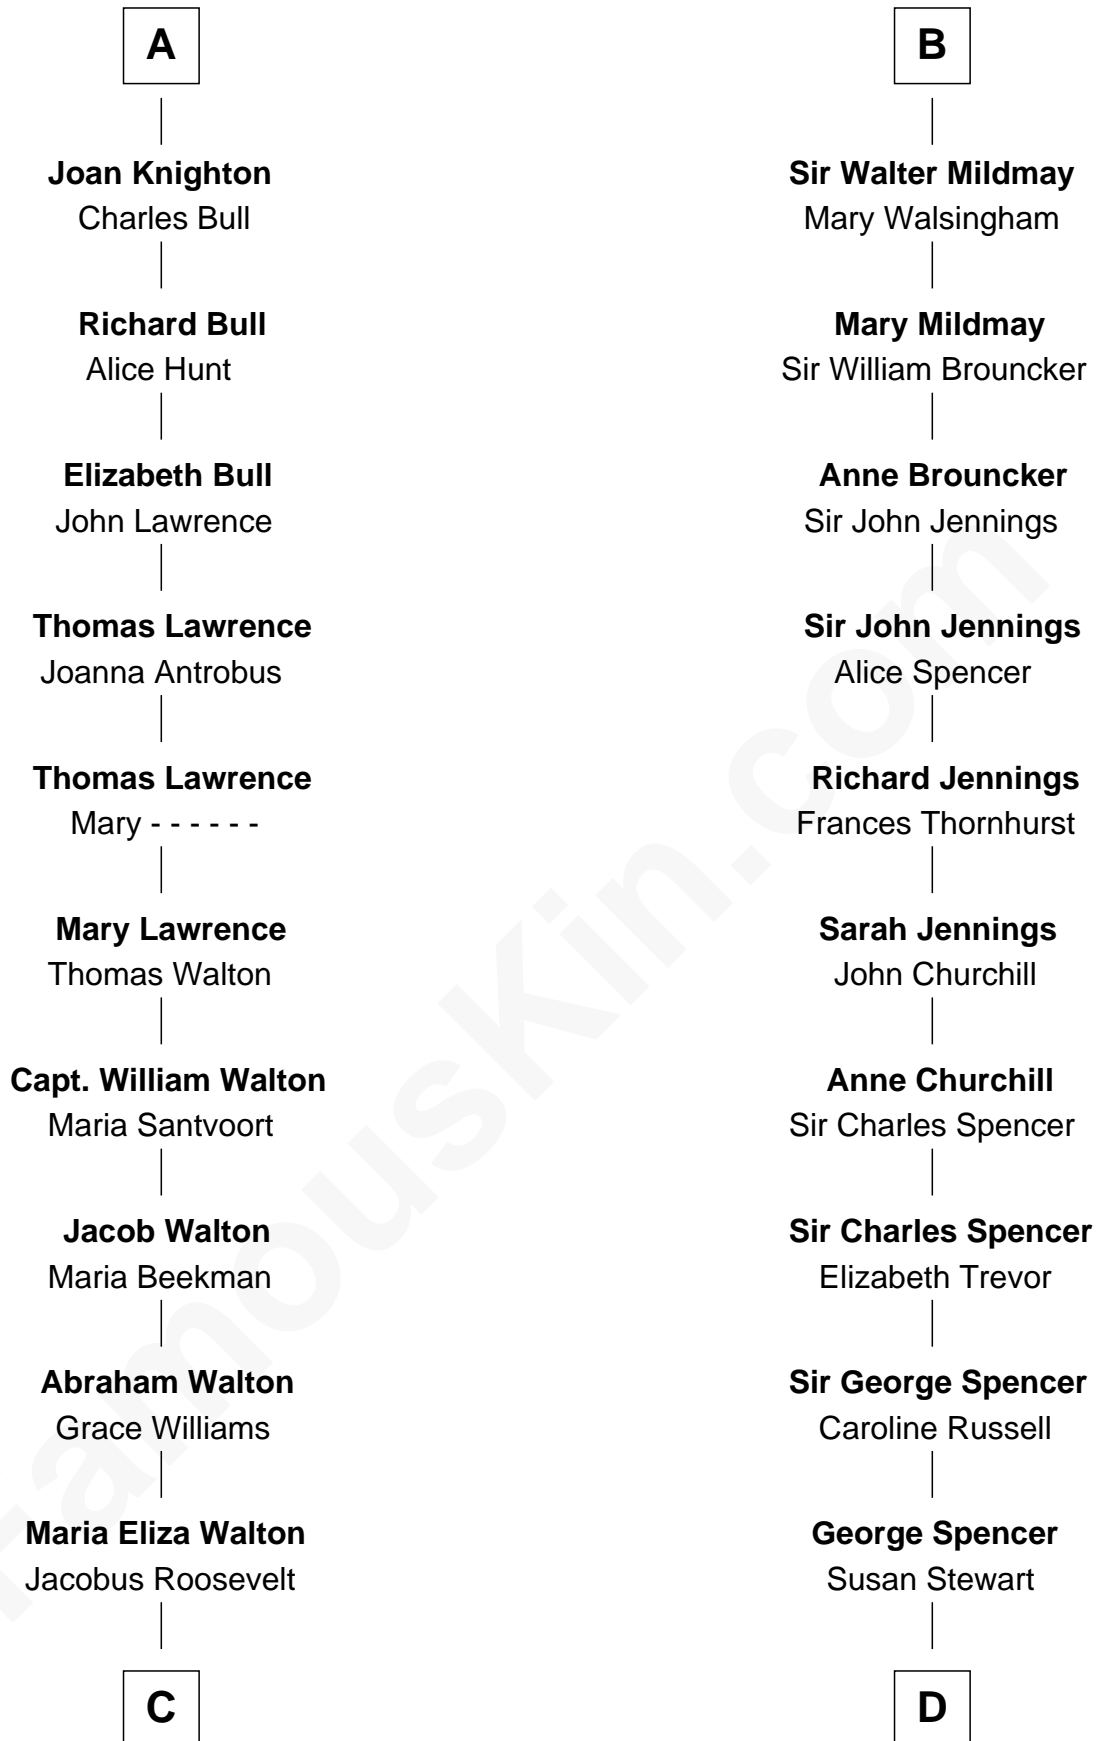 A
Joan Knighton
Charles Bull
Richard Bull
Alice Hunt
Elizabeth Bull
John Lawrence
Thomas Lawrence
Joanna Antrobus
Thomas Lawrence
Mary - - - - - -
Mary Lawrence
Thomas Walton
Capt. William Walton
Maria Santvoort
Jacob Walton
Maria Beekman
Abraham Walton
Grace Williams
Maria Eliza Walton
Jacobus Roosevelt
C
B
Sir Walter Mildmay
Mary Walsingham
Mary Mildmay
Sir William Brouncker
Anne Brouncker
Sir John Jennings
Sir John Jennings
Alice Spencer
Richard Jennings
Frances Thornhurst
Sarah Jennings
John Churchill
Anne Churchill
Sir Charles Spencer
Sir Charles Spencer
Elizabeth Trevor
Sir George Spencer
Caroline Russell
George Spencer
Susan Stewart
D
FamousKin.com